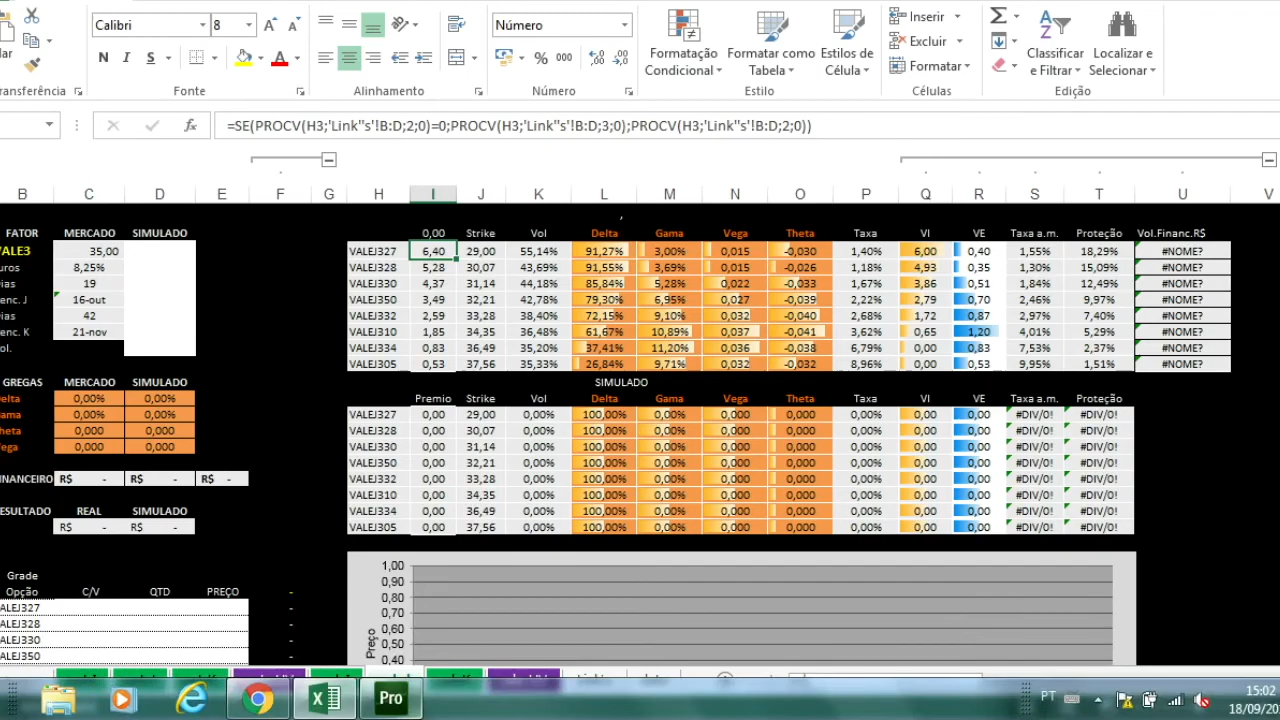 Calibri 8 Número Inserir Σ
Excluir
N I S % 000 Formatação Formatar como Estilos de Formatar Classificar Localizar e
Condicional Tabela Célula e Filtrar Selecionar
Fonte Alinhamento Número Estilo Células Edição
fx =SE(PROCV(H3;'Link''s'!B:D;2;0)=0;PROCV(H3;'Link''s'!B:D;3;0);PROCV(H3;'Link''s'!B:D;2;0))
B C D E F G H I J K L M N O P Q R S T U V
FATOR MERCADO SIMULADO 0,00 Strike Vol Delta Gama Vega Theta Taxa VI VE Taxa a.m. Proteção Vol.Financ.R$
VALE3 35,00 VALEJ327 6,40 29,00 55,14% 91,27% 3,00% 0,015 -0,030 1,40% 6,00 0,40 1,55% 18,29% #NOME?
8,25% VALEJ328 5,28 30,07 43,69% 91,55% 3,69% 0,015 -0,026 1,18% 4,93 0,35 1,30% 15,09% #NOME?
19 VALEJ330 4,37 31,14 44,18% 85,84% 5,28% 0,022 -0,033 1,67% 3,86 0,51 1,84% 12,49% #NOME?
16-out VALEJ350 3,49 32,21 42,78% 79,30% 6,95% 0,027 -0,039 2,22% 2,79 0,70 2,46% 9,97% #NOME?
42 VALEJ332 2,59 33,28 38,40% 72,15% 9,10% 0,032 -0,040 2,68% 1,72 0,87 2,97% 7,40% #NOME?
21-nov VALEJ310 1,85 34,35 36,48% 61,67% 10,89% 0,037 -0,041 3,62% 0,65 1,20 4,01% 5,29% #NOME?
VALEJ334 0,83 36,49 35,20% 37,41% 11,20% 0,036 -0,038 6,79% 0,00 0,83 7,53% 2,37% #NOME?
VALEJ305 0,53 37,56 35,33% 26,84% 9,71% 0,032 -0,032 8,96% 0,00 0,53 9,95% 1,51% #NOME?
GREGAS MERCADO SIMULADO SIMULADO
0,00% 0,00% Premio Strike Vol Delta Gama Vega Theta Taxa VI VE Taxa a.m. Proteção
0,00% 0,00% VALEJ327 0,00 29,00 0,00% 100,00% 0,00% 0,000 0,000 0,00% 0,00 0,00 #DIV/0! #DIV/0!
0,000 0,000 VALEJ328 0,00 30,07 0,00% 100,00% 0,00% 0,000 0,000 0,00% 0,00 0,00 #DIV/0! #DIV/0!
0,000 0,000 VALEJ330 0,00 31,14 0,00% 100,00% 0,00% 0,000 0,000 0,00% 0,00 0,00 #DIV/0! #DIV/0!
VALEJ350 0,00 32,21 0,00% 100,00% 0,00% 0,000 0,000 0,00% 0,00 0,00 #DIV/0! #DIV/0!
INANCEIRO R$ - R$ - R$ - VALEJ332 0,00 33,28 0,00% 100,00% 0,00% 0,000 0,000 0,00% 0,00 0,00 #DIV/0! #DIV/0!
VALEJ310 0,00 34,35 0,00% 100,00% 0,00% 0,000 0,000 0,00% 0,00 0,00 #DIV/0! #DIV/0!
ESULTADO REAL SIMULADO VALEJ334 0,00 36,49 0,00% 100,00% 0,00% 0,000 0,000 0,00% 0,00 0,00 #DIV/0! #DIV/0!
R$ - R$ - VALEJ305 0,00 37,56 0,00% 100,00% 0,00% 0,000 0,000 0,00% 0,00 0,00 #DIV/0! #DIV/0!
Grade
Opção C/V QTD PREÇO -
ALEJ327 -
ALEJ328 -
ALEJ330 -
ALEJ350 -
Preço
1,00
0,90
0,80
0,70
0,60
0,50
0,40
Pro PT 15:02
18/09/20